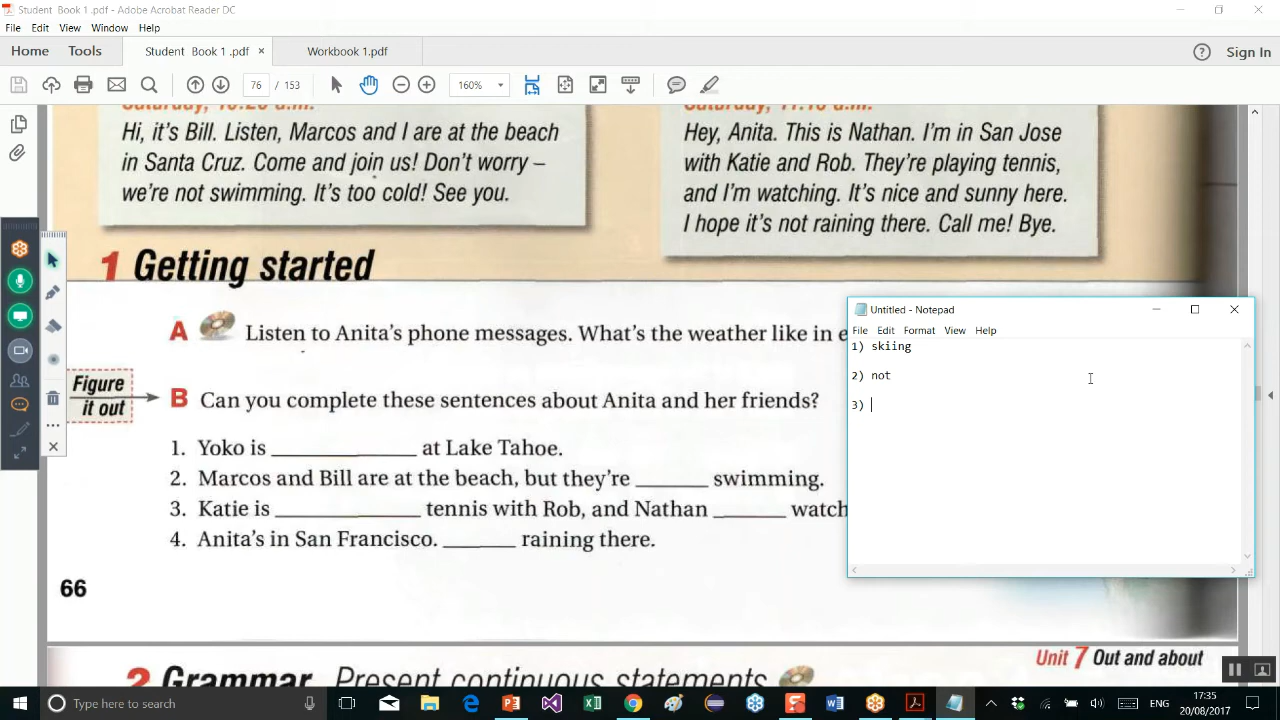 Student Book 1 .pdf - Adobe Acrobat Reader DC
File Edit View Window Help
Home Tools Student Book 1 .pdf × Workbook 1.pdf Sign In
76 / 153 160%
Hi, it's Bill. Listen, Marcos and I are at the beach
in Santa Cruz. Come and join us! Don't worry –
we're not swimming. It's too cold! See you.
Hey, Anita. This is Nathan. I'm in San Jose
with Katie and Rob. They're playing tennis,
and I'm watching. It's nice and sunny here.
I hope it's not raining there. Call me! Bye.
1 Getting started
A Listen to Anita's phone messages. What's the weather like in e
Figure
it out
B Can you complete these sentences about Anita and her friends?
1. Yoko is ____________ at Lake Tahoe.
2. Marcos and Bill are at the beach, but they're ______ swimming.
3. Katie is ____________ tennis with Rob, and Nathan ______ watch
4. Anita's in San Francisco. ______ raining there.
66
Untitled - Notepad
File Edit Format View Help
1) skiing
2) not
3)
Unit 7 Out and about
2 Grammar Present continuous statements
Type here to search
ENG
17:35
20/08/2017